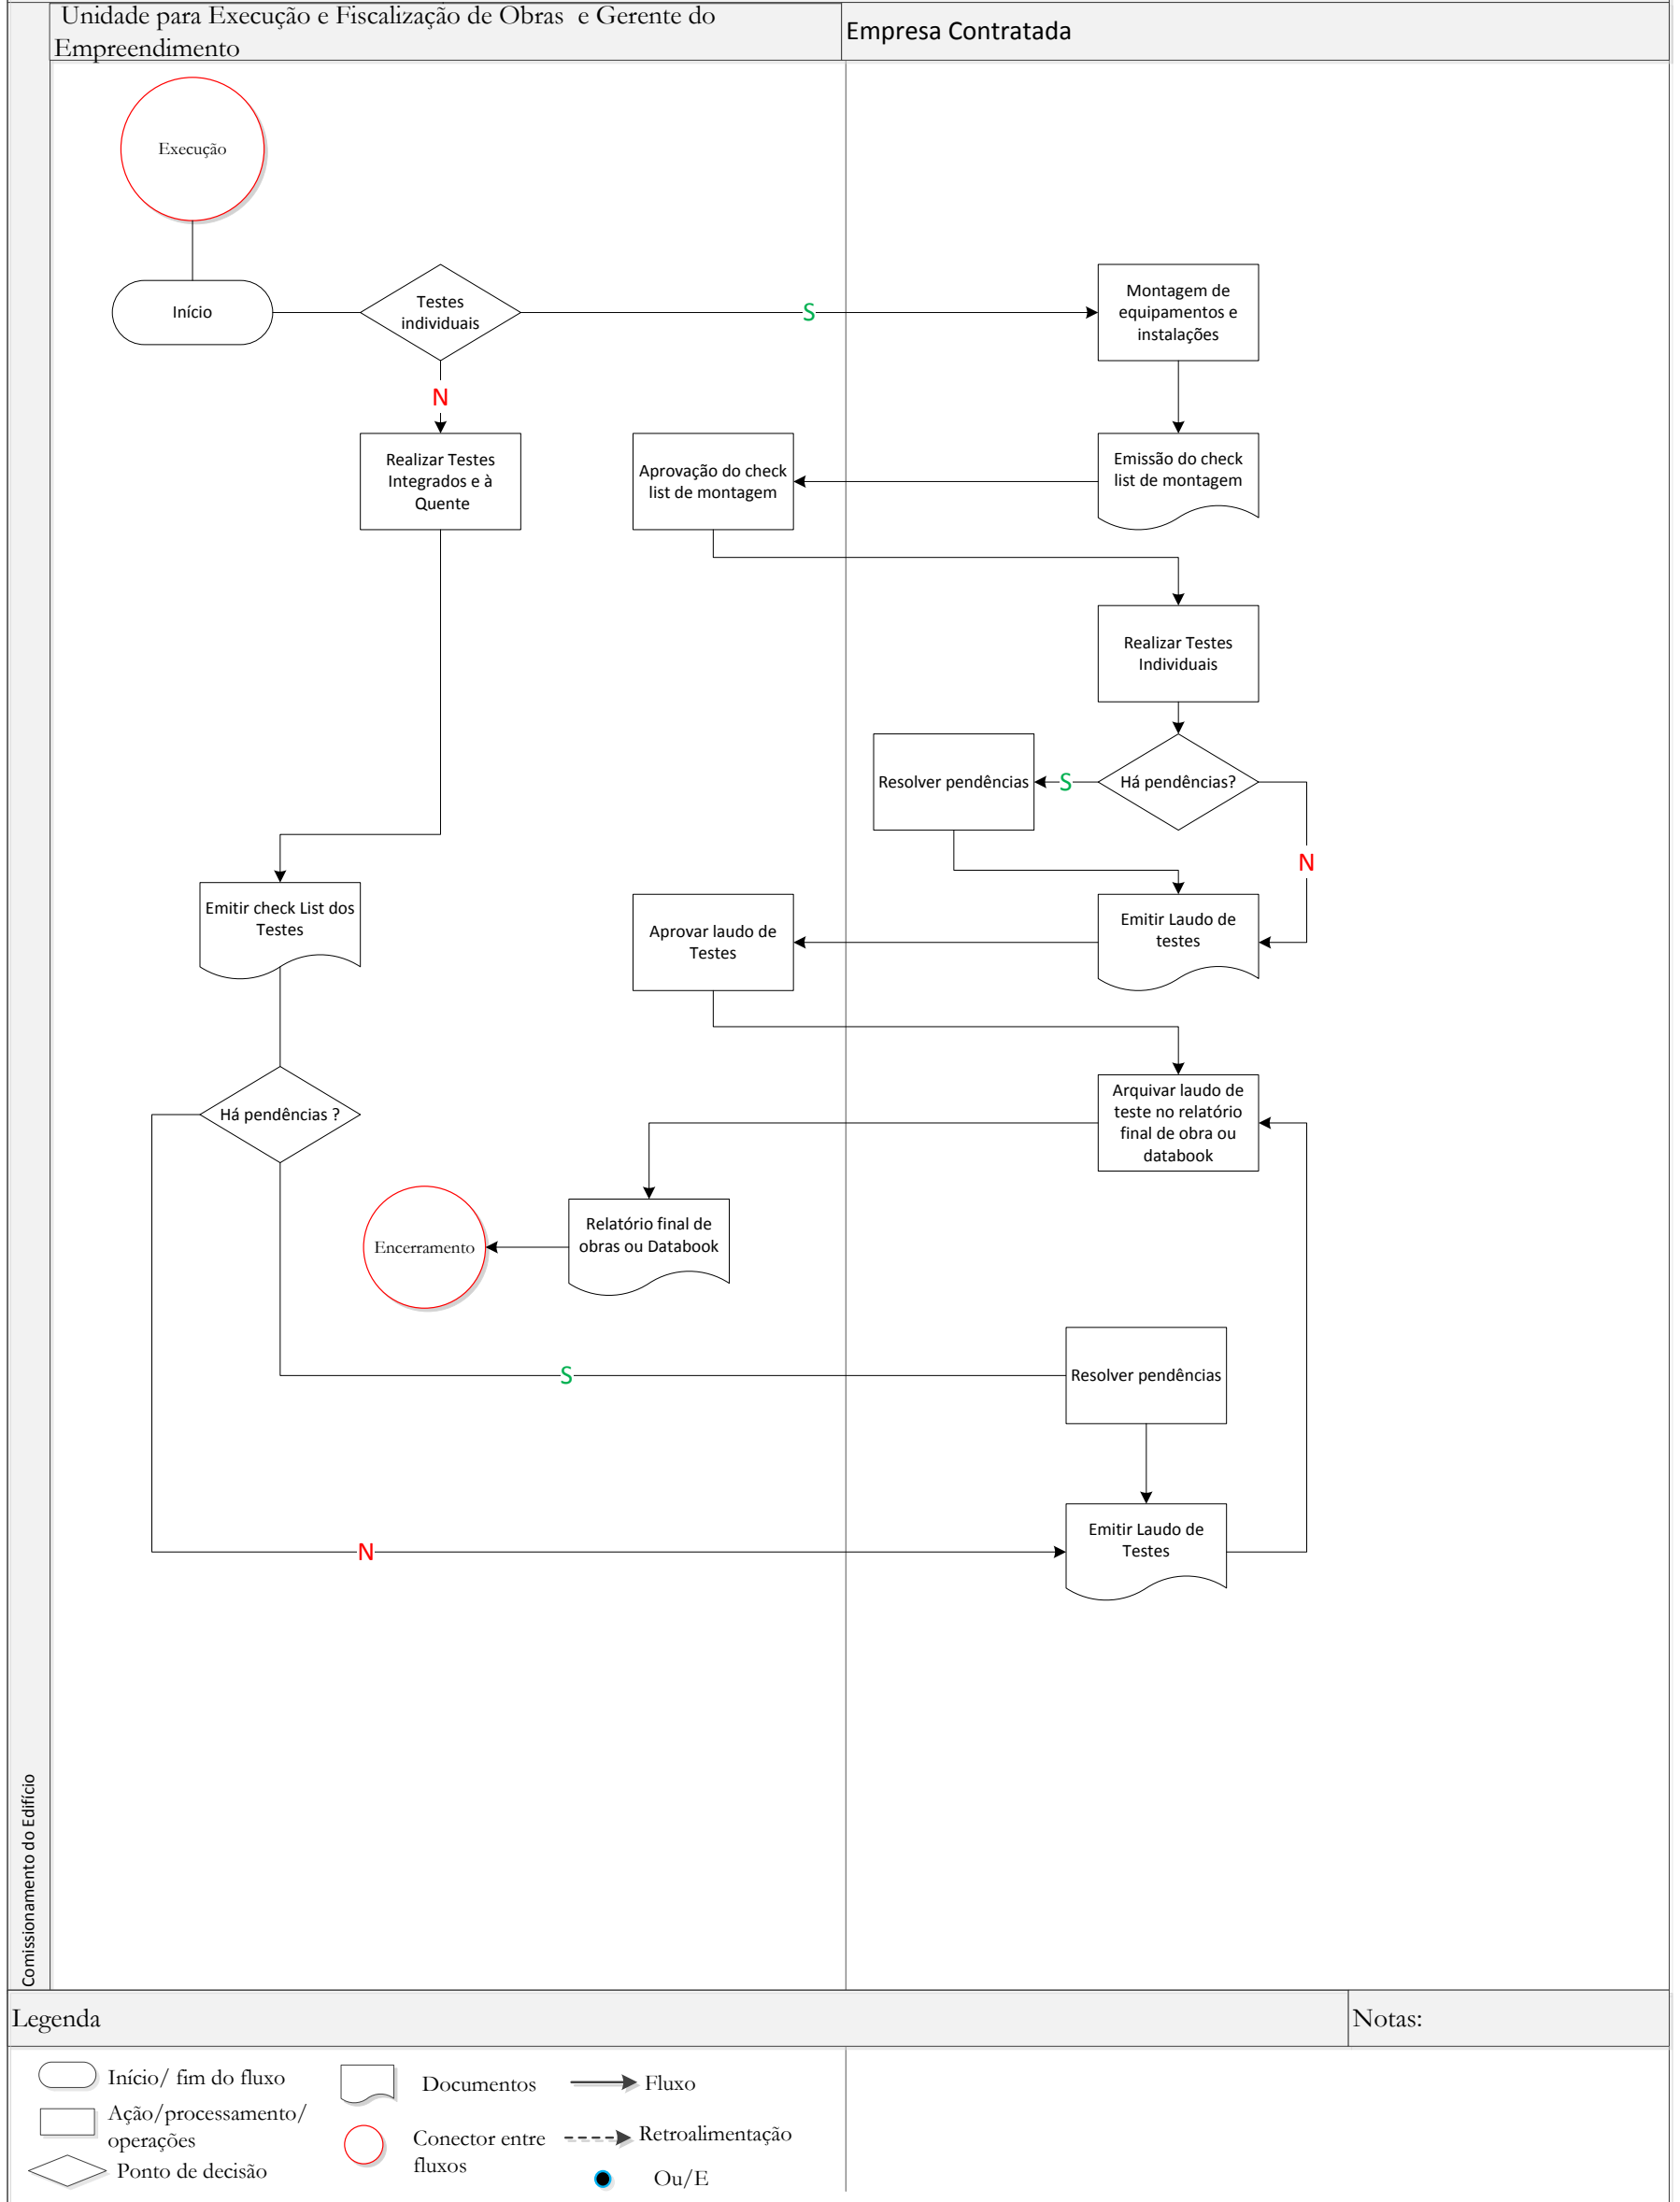 Unidade para Execução e Fiscalização de Obras  e Gerente do
Empreendimento
Empresa Contratada
Execução
Início
Testes
individuais
S
Montagem de
equipamentos e
instalações
N
Realizar Testes
Integrados e à
Quente
Aprovação do check
list de montagem
Emissão do check
list de montagem
Realizar Testes
Individuais
Resolver pendências
S
Há pendências?
N
Emitir check List dos
Testes
Aprovar laudo de
Testes
Emitir Laudo de
testes
Há pendências ?
Arquivar laudo de
teste no relatório
final de obra ou
databook
Encerramento
Relatório final de
obras ou Databook
S
Resolver pendências
N
Emitir Laudo de
Testes
Comissionamento do Edifício
Legenda
Notas:
Início/ fim do fluxo
Documentos
Fluxo
Ação/processamento/
operações
Conector entre
fluxos
Retroalimentação
Ponto de decisão
Ou/E